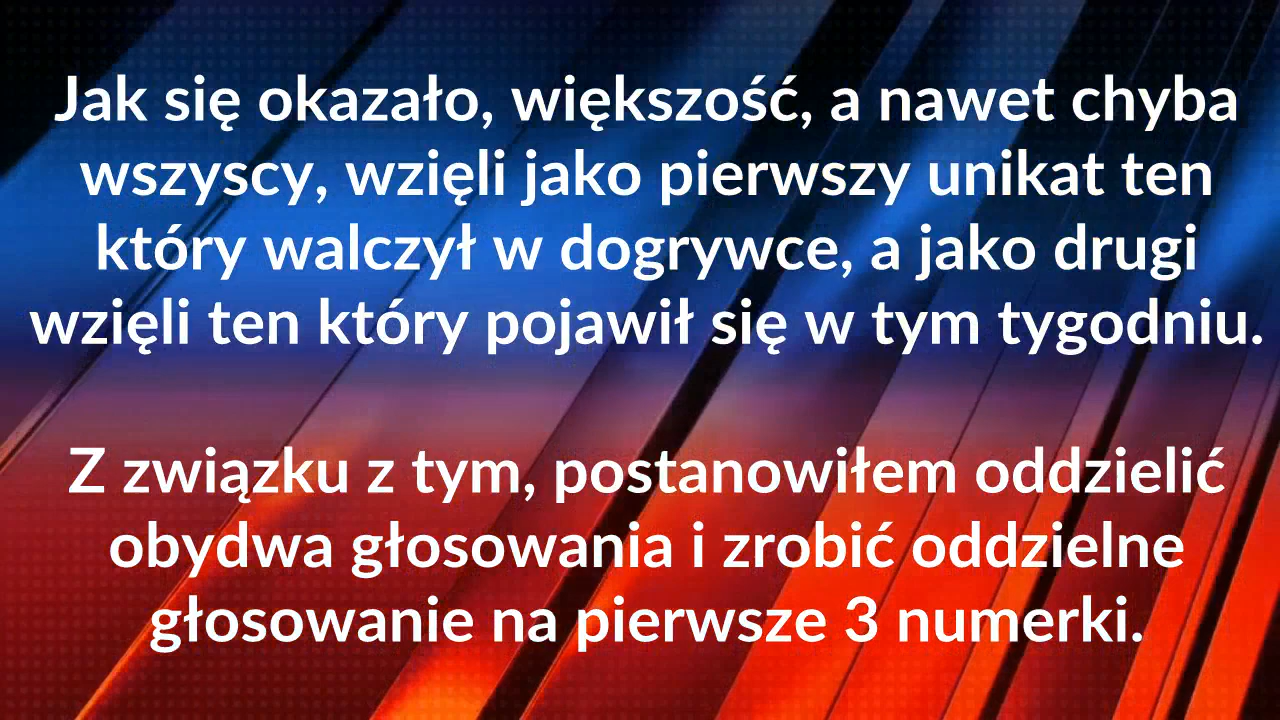 Jak się okazało, większość, a nawet chyba
wszyscy, wzięli jako pierwszy unikat ten
który walczył w dogrywce, a jako drugi
wzięli ten który pojawił się w tym tygodniu.
Z związku z tym, postanowiłem oddzielić
obydwa głosowania i zrobić oddzielne
głosowanie na pierwsze 3 numerki.